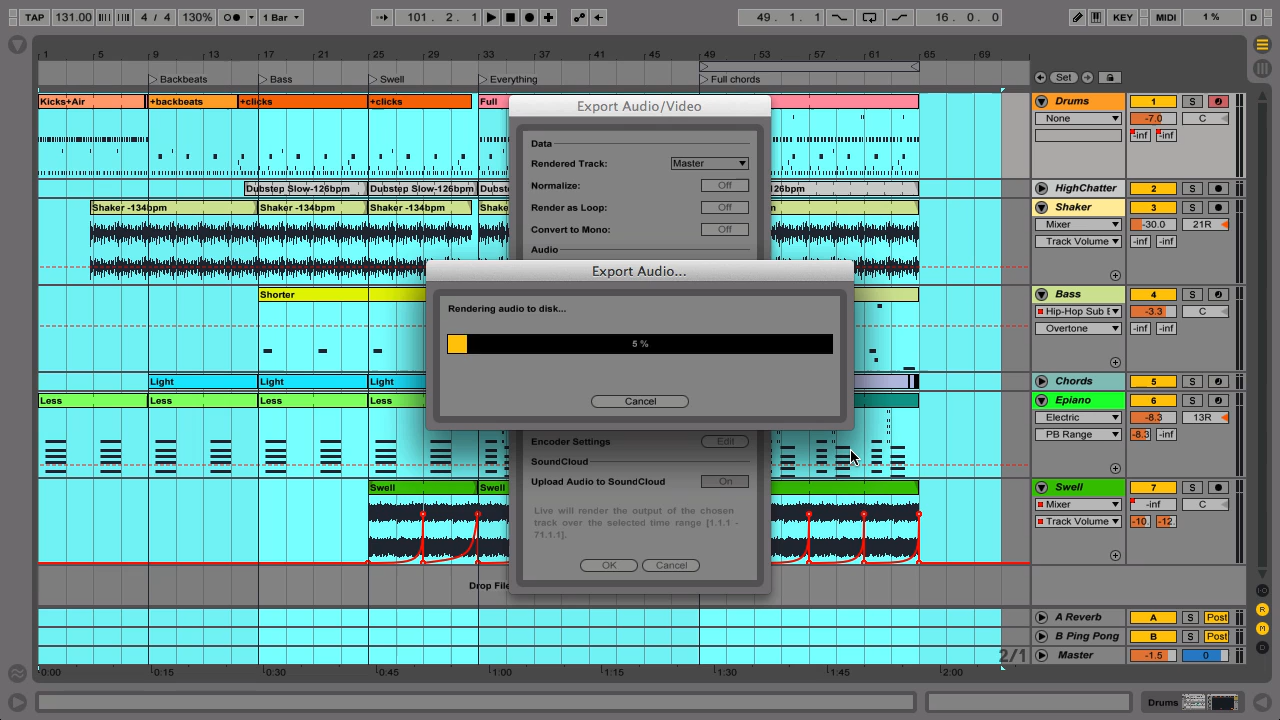 TAP 131.00 4 / 4 130% 1 Bar 101 . 2 . 1 49 . 1 . 1 16 . 0 . 0 KEY MIDI 1 % D
1 5 9 13 17 21 25 29 33 37 41 45 49 53 57 61 65 69
Backbeats Bass Swell Everything Full chords Set
Kicks+Air +backbeats +clicks +clicks Full
Export Audio/Video
Data
Rendered Track: Master
Normalize: Off
Render as Loop: Off
Convert to Mono: Off
Audio
Drums 1 S
None -7.0 C
-inf -inf
Dubstep Slow-126bpm Dubstep Slow-126bpm Dubst 126bpm HighChatter 2 S
Shaker -134bpm Shaker -134bpm Shaker -134bpm Shake Shaker 3 S
Mixer -30.0 21R
Track Volume -inf -inf
Export Audio...
Rendering audio to disk...
5 %
Cancel
Shorter Bass 4 S
Hip-Hop Sub -3.3 C
Overtone -inf -inf
Light Light Light Chords 5 S
Less Less Less Less Epiano 6 S
Electric -8.3 13R
PB Range -8.3 -inf
Encoder Settings Edit
SoundCloud
Upload Audio to SoundCloud On
Live will render the output of the chosen
track over the selected time range [1.1.1 -
71.1.1].
OK Cancel
Swell Swell Swell 7 S
Mixer -inf C
Track Volume -10. -12.
Drop File
A Reverb A S Post
B Ping Pong B S Post
2/1 Master -1.5 0
0:00 0:15 0:30 0:45 1:00 1:15 1:30 1:45 2:00
Drums